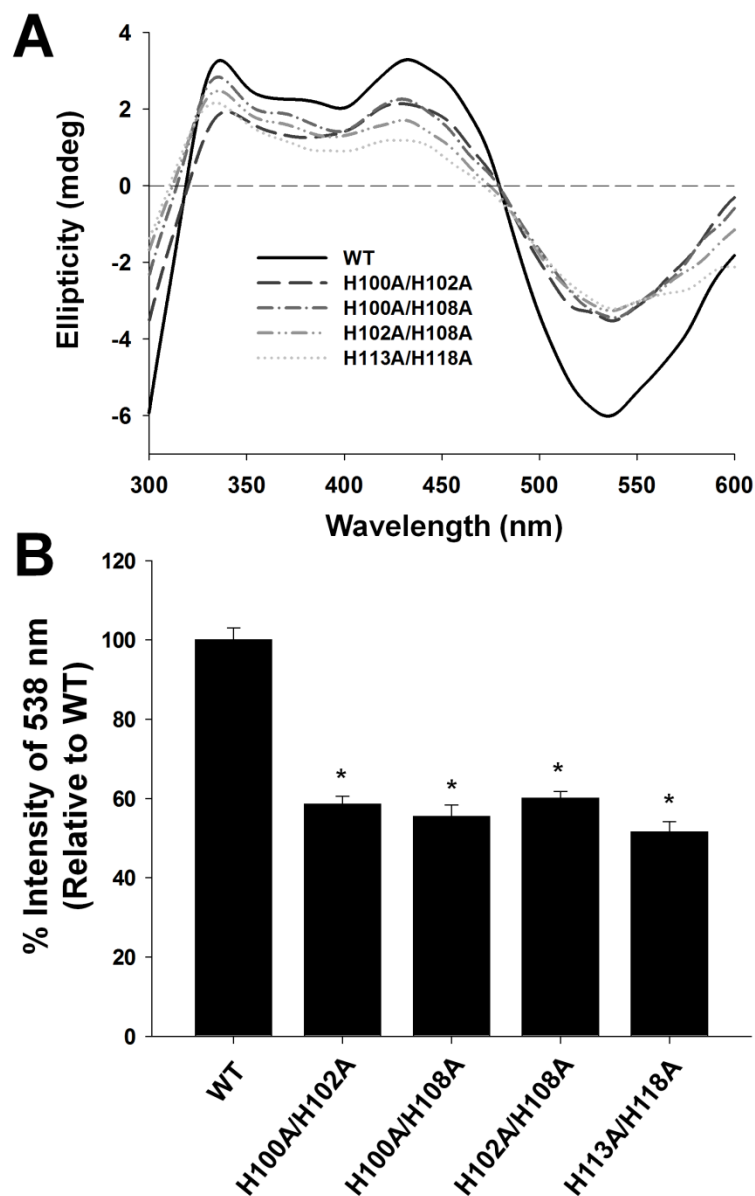 A
Ellipticity (mdeg)
4
2
0
-2
-4
-6
WT
H100A/H102A
H100A/H108A
H102A/H108A
H113A/H118A
300 350 400 450 500 550 600
Wavelength (nm)
B
% Intensity of 538 nm
(Relative to WT)
120
100
80
60
40
20
0
* * * *
WT
H100A/H102A
H100A/H108A
H102A/H108A
H113A/H118A